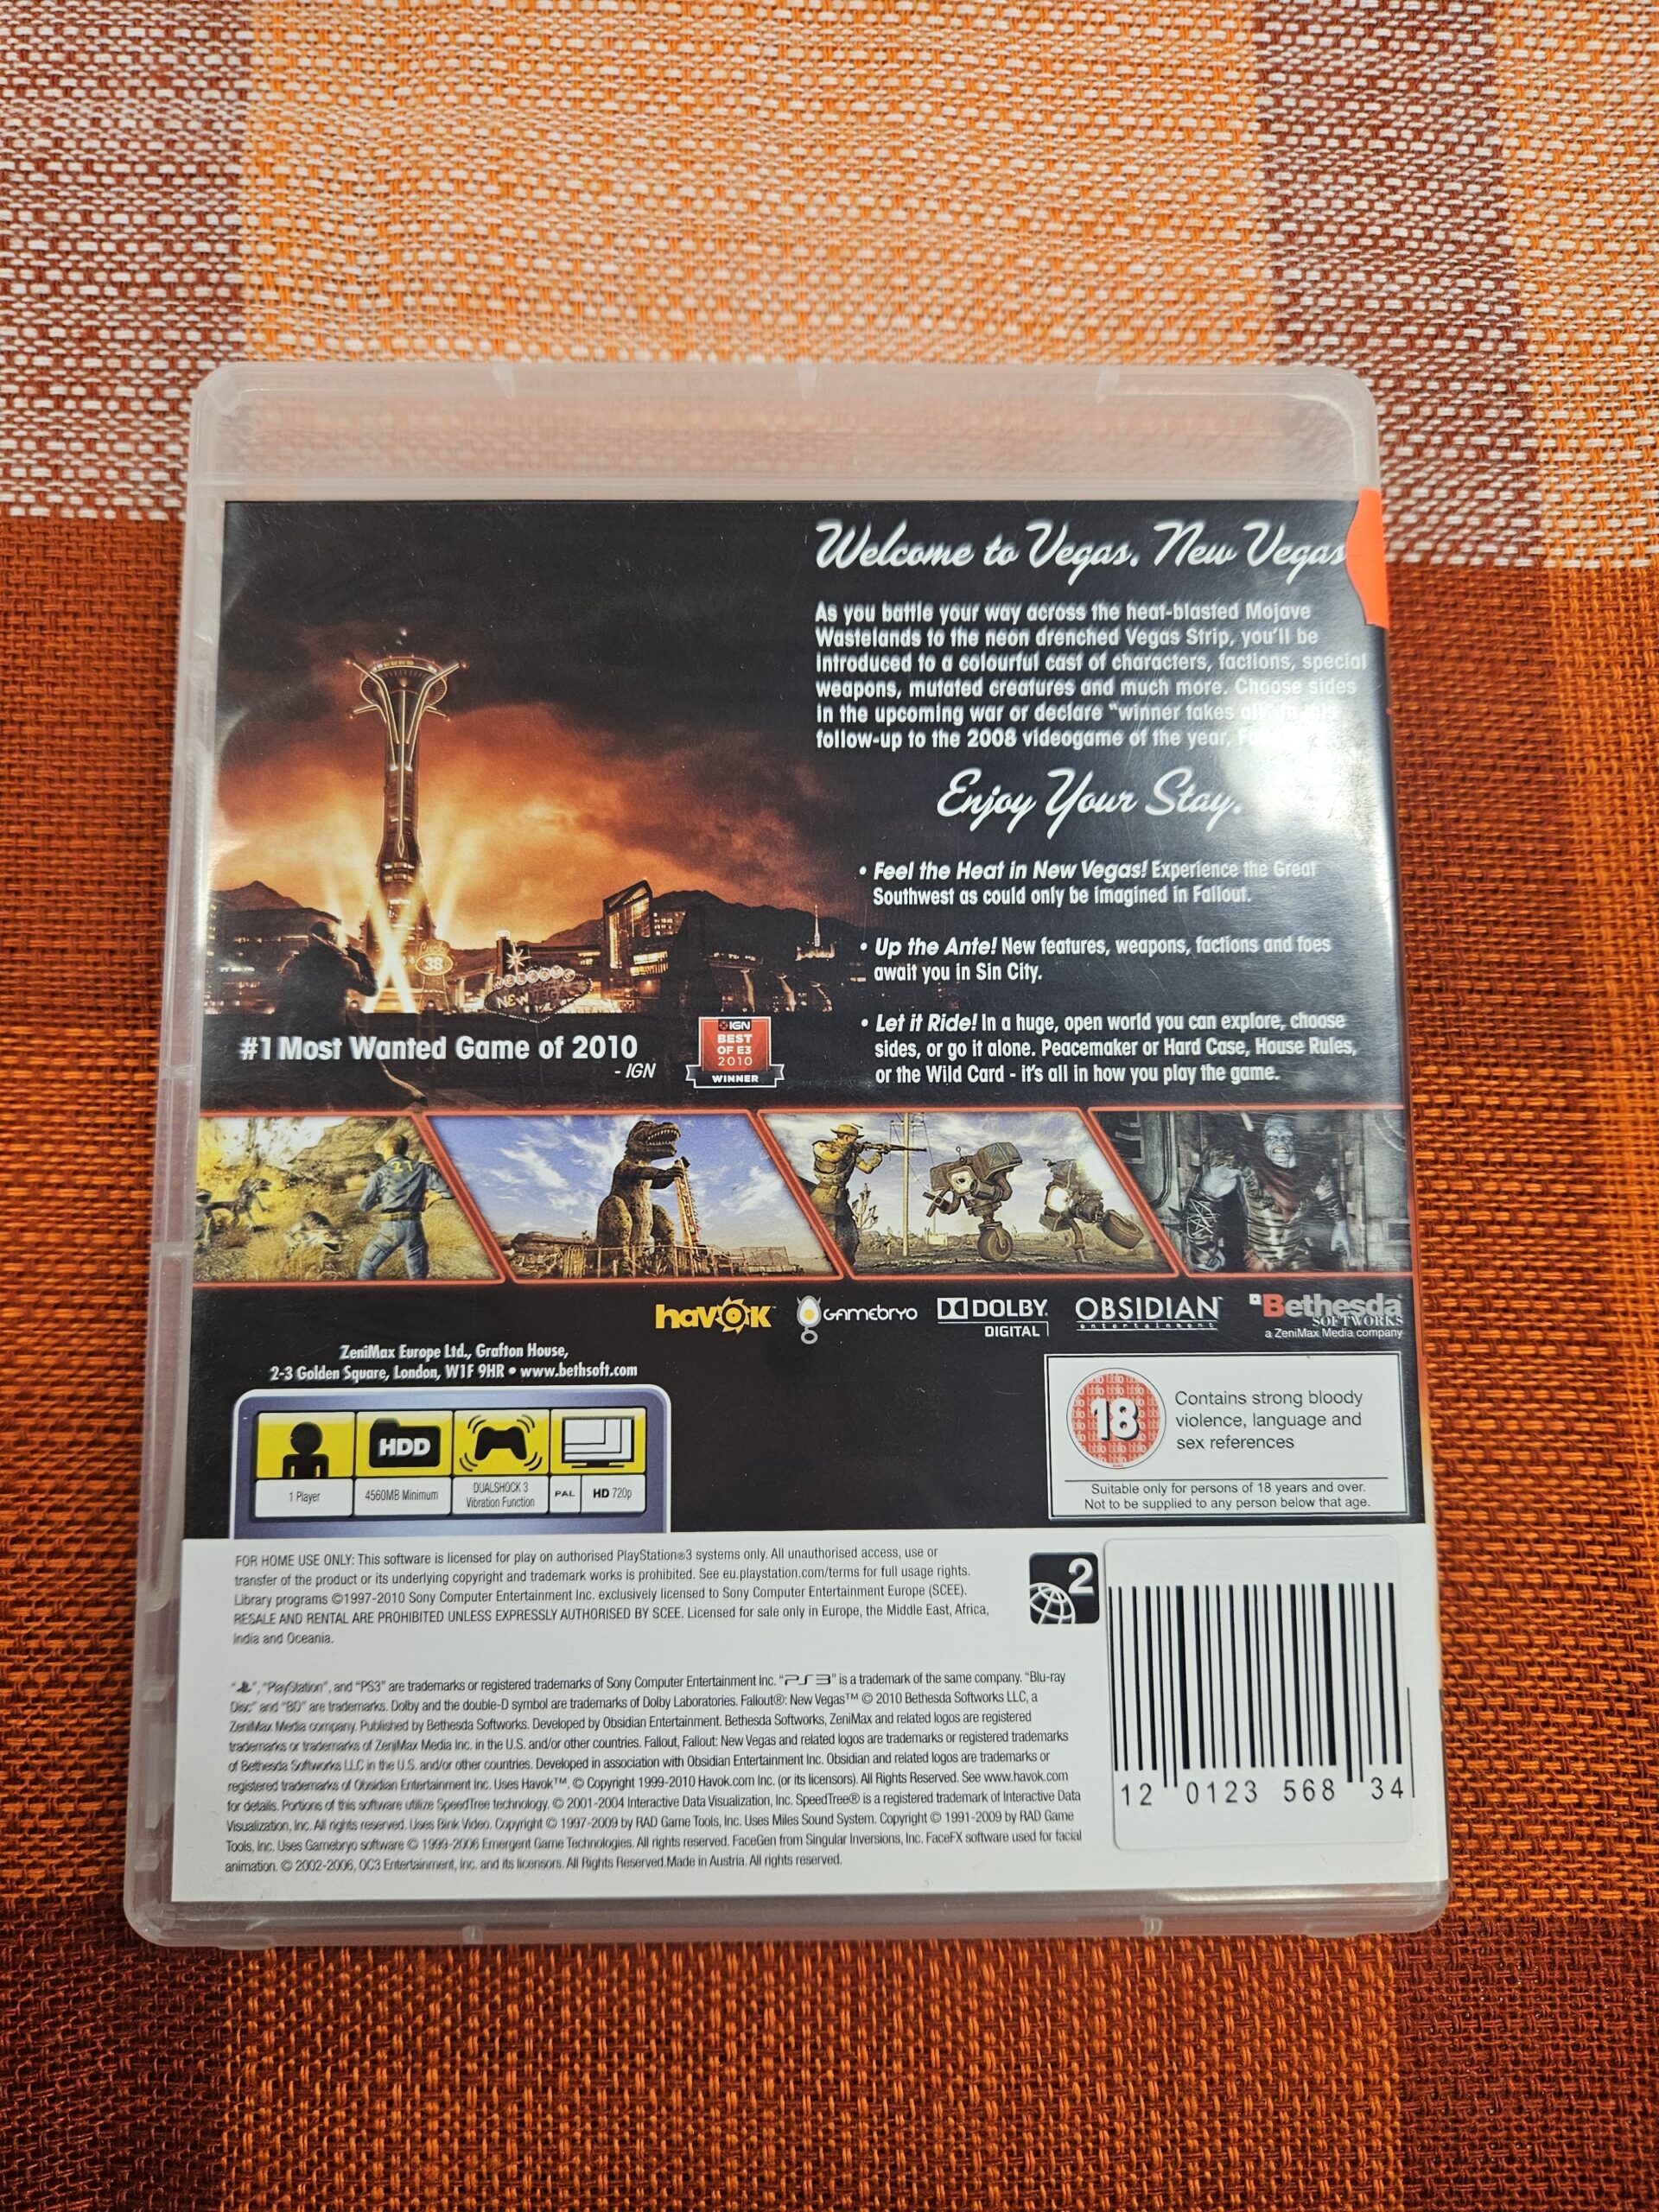 Welcome to Vegas. New Vegas
As you battle your way across the heat-blasted Mojave
Wastelands to the neon drenched Vegas Strip, you'll be
introduced to a colourful cast of characters, factions, special
weapons, mutated creatures and much more. Choose sides
in the upcoming war or declare "winner takes all" in this
follow-up to the 2008 videogame of the year,
Enjoy Your Stay.
• Feel the Heat in New Vegas! Experience the Great
Southwest as could only be imagined in Fallout.
• Up the Ante! New features, weapons, factions and foes
await you in Sin City.
• Let it Ride! In a huge, open world you can explore, choose
sides, or go it alone. Peacemaker or Hard Case, House Rules,
or the Wild Card - it's all in how you play the game.
Lucky
38
WELCOME
NEW VEGAS
#1 Most Wanted Game of 2010
- IGN
IGN
BEST
OF E3
2010
WINNER
21
havok
GAMEBRYO
DOLBY
DIGITAL
OBSIDIAN
entertainment
Bethesda
SOFTWORKS
a ZeniMax Media company
ZeniMax Europe Ltd., Grafton House,
2-3 Golden Square, London, W1F 9HR • www.bethsoft.com
HDD
1 Player
4560MB Minimum
DUALSHOCK 3
Vibration Function
PAL
HD 720p
18
Contains strong bloody
violence, language and
sex references
Suitable only for persons of 18 years and over.
Not to be supplied to any person below that age.
FOR HOME USE ONLY: This software is licensed for play on authorised PlayStation®3 systems only. All unauthorised access, use or
transfer of the product or its underlying copyright and trademark works is prohibited. See eu.playstation.com/terms for full usage rights.
Library programs ©1997-2010 Sony Computer Entertainment Inc. exclusively licensed to Sony Computer Entertainment Europe (SCEE).
RESALE AND RENTAL ARE PROHIBITED UNLESS EXPRESSLY AUTHORISED BY SCEE. Licensed for sale only in Europe, the Middle East, Africa,
India and Oceania.
2
"", "PlayStation", and "PS3" are trademarks or registered trademarks of Sony Computer Entertainment Inc. "PS3" is a trademark of the same company. "Blu-ray
Disc" and "BD" are trademarks. Dolby and the double-D symbol are trademarks of Dolby Laboratories. Fallout®: New Vegas™ © 2010 Bethesda Softworks LLC, a
ZeniMax Media company. Published by Bethesda Softworks. Developed by Obsidian Entertainment. Bethesda Softworks, ZeniMax and related logos are registered
trademarks or trademarks of ZeniMax Media Inc. in the U.S. and/or other countries. Fallout, Fallout: New Vegas and related logos are trademarks or registered trademarks
of Bethesda Softworks LLC in the U.S. and/or other countries. Developed in association with Obsidian Entertainment Inc. Obsidian and related logos are trademarks or
registered trademarks of Obsidian Entertainment Inc. Uses Havok™. © Copyright 1999-2010 Havok.com Inc. (or its licensors). All Rights Reserved. See www.havok.com
for details. Portions of this software utilize SpeedTree technology. © 2001-2004 Interactive Data Visualization, Inc. SpeedTree® is a registered trademark of Interactive Data
Visualization, Inc. All rights reserved. Uses Bink Video. Copyright © 1997-2009 by RAD Game Tools, Inc. Uses Miles Sound System. Copyright © 1991-2009 by RAD Game
Tools, Inc. Uses Gamebryo software © 1999-2006 Emergent Game Technologies. All rights reserved. FaceGen from Singular Inversions, Inc. FaceFX software used for facial
animation. © 2002-2006, OC3 Entertainment, Inc. and its licensors. All Rights Reserved.Made in Austria. All rights reserved.
12 0123 568 34